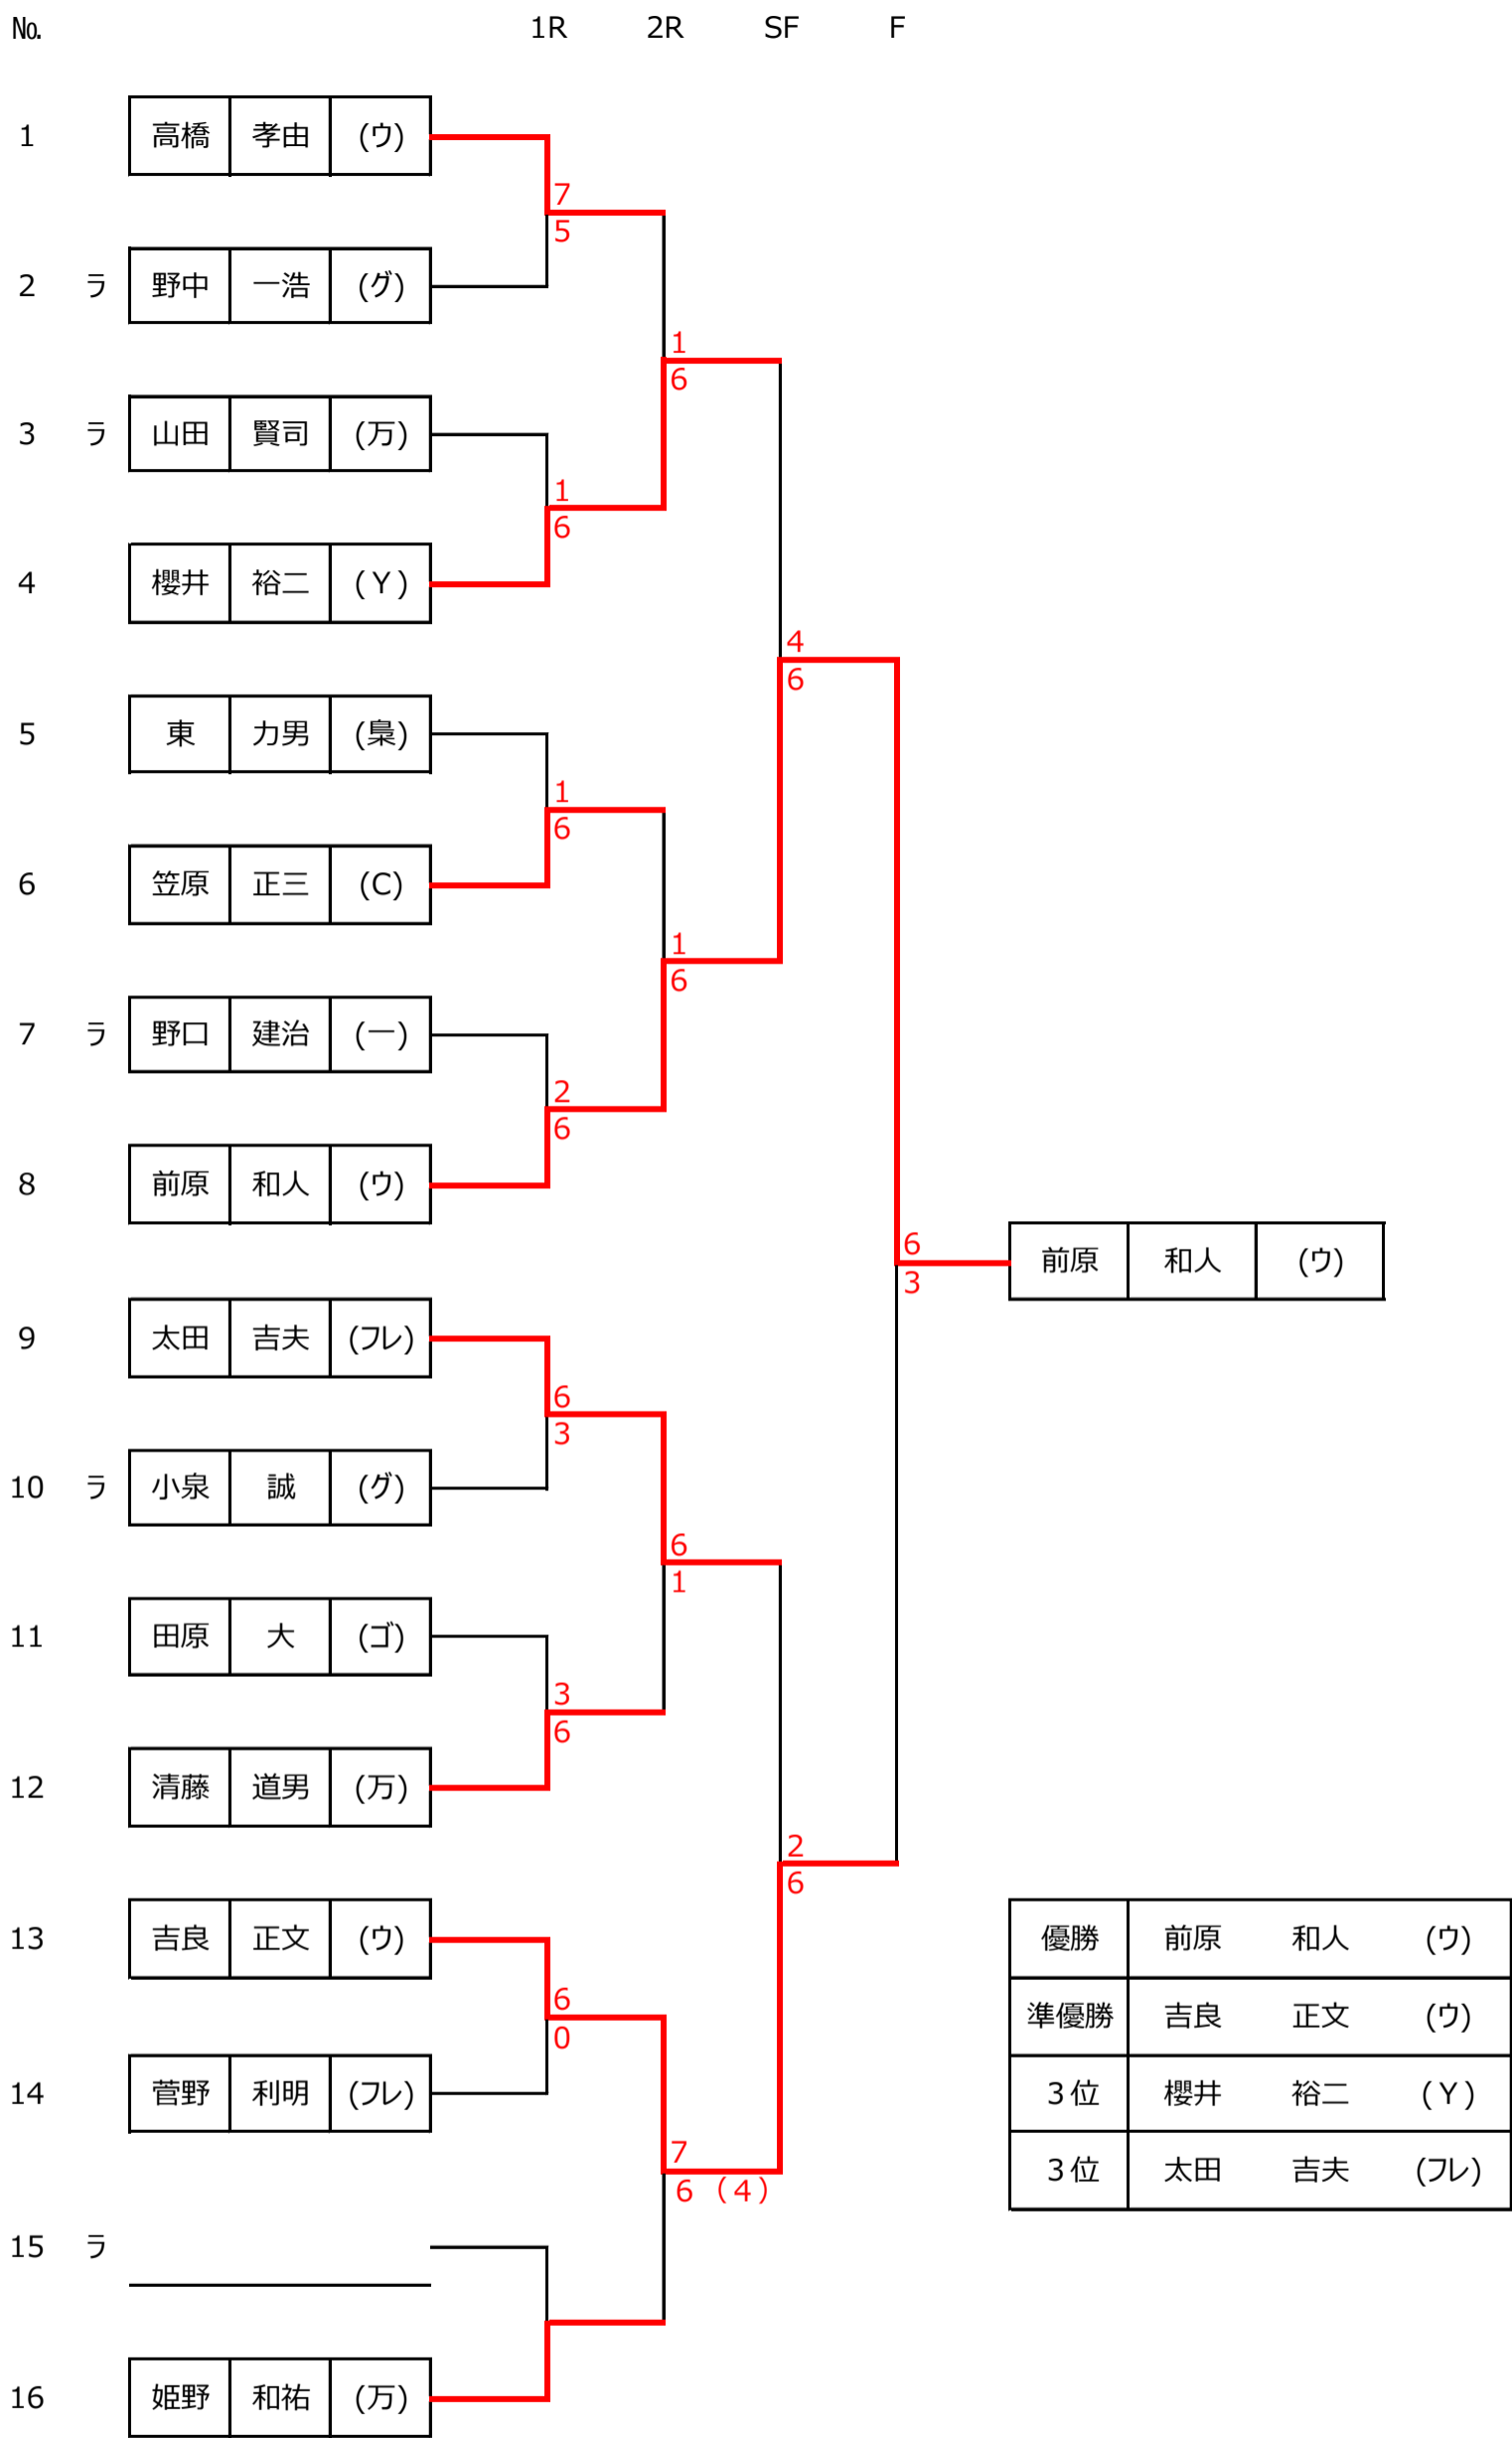 № 1R 2R SF F
1 高橋 孝由 (ウ)
7
5
2 ラ 野中 一浩 (グ)
1
6
3 ラ 山田 賢司 (万)
1
6
4 櫻井 裕二 (Ｙ)
4
6
5 東 力男 (梟)
1
6
6 笠原 正三 (C)
1
6
7 ラ 野口 建治 (一)
2
6
8 前原 和人 (ウ)
6
3
前原 和人 (ウ)
9 太田 吉夫 (フレ)
6
3
10 ラ 小泉 誠 (グ)
6
1
11 田原 大 (ゴ)
3
6
12 清藤 道男 (万)
2
6
13 吉良 正文 (ウ)
6
0
14 菅野 利明 (フレ)
7
6（4）
15 ラ
16 姫野 和祐 (万)
優勝 前原 和人 (ウ)
準優勝 吉良 正文 (ウ)
３位 櫻井 裕二 (Ｙ)
３位 太田 吉夫 (フレ)